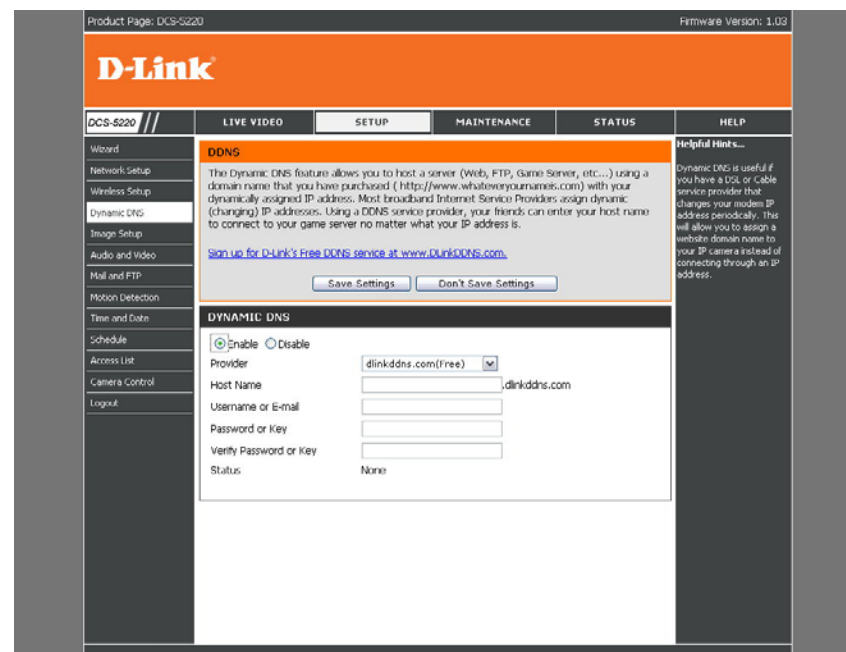 Product Page: DCS-5220
Firmware Version: 1.03
D-Link
DCS-5220
LIVE VIDEO
SETUP
MAINTENANCE
STATUS
HELP
Wizard
Network Setup
Wireless Setup
Dynamic DNS
Image Setup
Audio and Video
Mail and FTP
Motion Detection
Time and Date
Schedule
Access List
Camera Control
Logout
DDNS
The Dynamic DNS feature allows you to host a server (Web, FTP, Game Server, etc...) using a
domain name that you have purchased ( http://www.whateveryournameis.com) with your
dynamically assigned IP address. Most broadband Internet Service Providers assign dynamic
(changing) IP addresses. Using a DDNS service provider, your friends can enter your host name
to connect to your game server no matter what your IP address is.
Sign up for D-Link's Free DDNS service at www.DLinkDDNS.com.
Save Settings
Don't Save Settings
DYNAMIC DNS
Enable
Disable
Provider
dlinkddns.com(Free)
Host Name
.dlinkddns.com
Username or E-mail
Password or Key
Verify Password or Key
Status
None
Helpful Hints...
Dynamic DNS is useful if
you have a DSL or Cable
service provider that
changes your modem IP
address periodically. This
will allow you to assign a
website domain name to
your IP camera instead of
connecting through an IP
address.